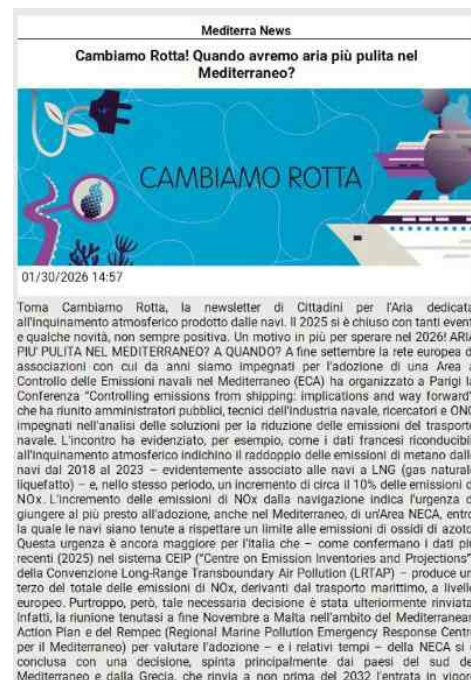 Mediterra News
Cambiamo Rotta! Quando avremo aria più pulita nel
Mediterraneo?
CAMBIAMO ROTTA
01/30/2026 14:57
Torna Cambiamo Rotta, la newsletter di Cittadini per l'Aria dedicata
all'inquinamento atmosferico prodotto dalle navi. Il 2025 si è chiuso con tanti event
e qualche novità, non sempre positiva. Un motivo in più per sperare nel 2026! ARIA
PIU' PULITA NEL MEDITERRANEO? A QUANDO? A fine settembre la rete europea d
associazioni con cui da anni siamo impegnati per l'adozione di una Area a
Controllo delle Emissioni navali nel Mediterraneo (ECA) ha organizzato a Parigi la
Conferenza "Controlling emissions from shipping: implications and way forward"
che ha riunito amministratori pubblici, tecnici dell'industria navale, ricercatori e ONG
impegnati nell'analisi delle soluzioni per la riduzione delle emissioni del trasporto
navale. L'incontro ha evidenziato, per esempio, come i dati francesi riconducibil
all'inquinamento atmosferico indichino il raddoppio delle emissioni di metano dalle
navi dal 2018 al 2023 – evidentemente associato alle navi a LNG (gas naturale
liquefatto) – e, nello stesso periodo, un incremento di circa il 10% delle emissioni d
NOx. L'incremento delle emissioni di NOx dalla navigazione indica l'urgenza d
giungere al più presto all'adozione, anche nel Mediterraneo, di un'Area NECA, entro
la quale le navi siano tenute a rispettare un limite alle emissioni di ossidi di azoto
Questa urgenza è ancora maggiore per l'Italia che – come confermano i dati più
recenti (2025) nel sistema CEIP ("Centre on Emission Inventories and Projections"
della Convenzione Long-Range Transboundary Air Pollution (LRTAP) – produce un
terzo del totale delle emissioni di NOx, derivanti dal trasporto marittimo, a livello
europeo. Purtroppo, però, tale necessaria decisione è stata ulteriormente rinviata
Infatti, la riunione tenutasi a fine Novembre a Malta nell'ambito del Mediterranean
Action Plan e del Rempec (Regional Marine Pollution Emergency Response Centre
per il Mediterraneo) per valutare l'adozione – e i relativi tempi – della NECA si è
conclusa con una decisione, spinta principalmente dai paesi del sud del
Mediterraneo e dalla Grecia, che rinvia a non prima del 2032 l'entrata in vigore